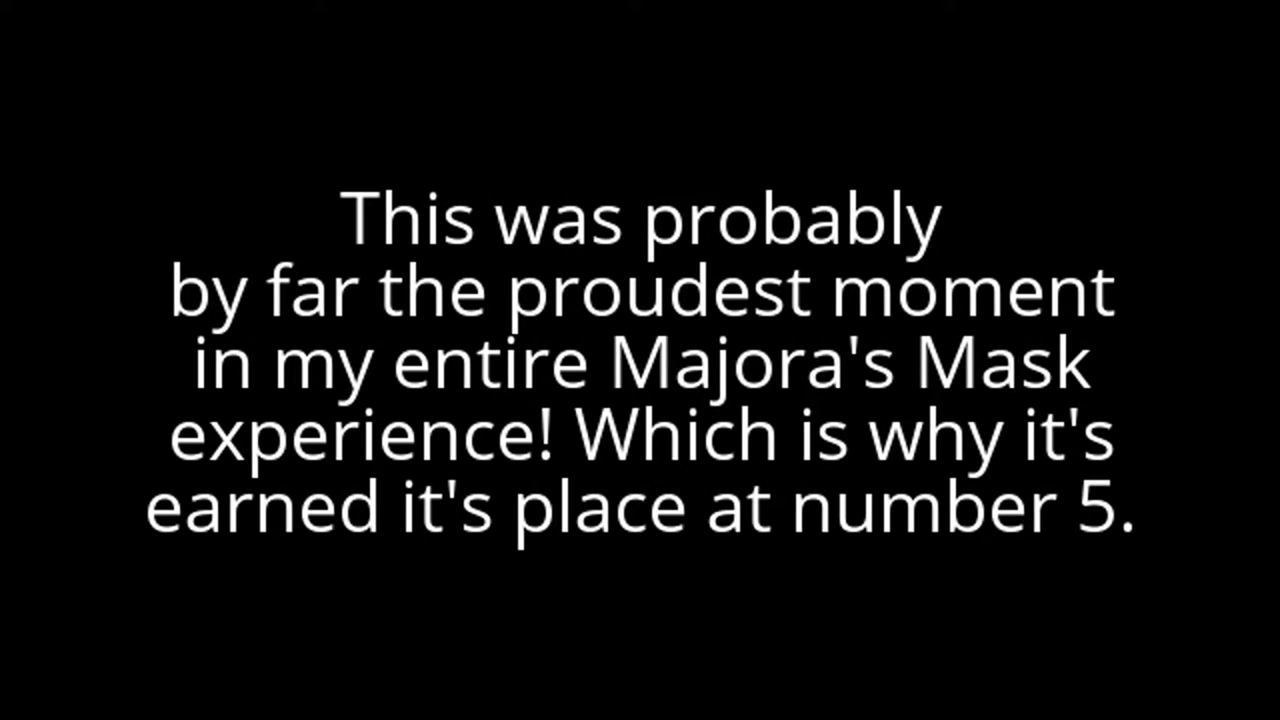 This was probably
by far the proudest moment
in my entire Majora's Mask
experience! Which is why it's
earned it's place at number 5.